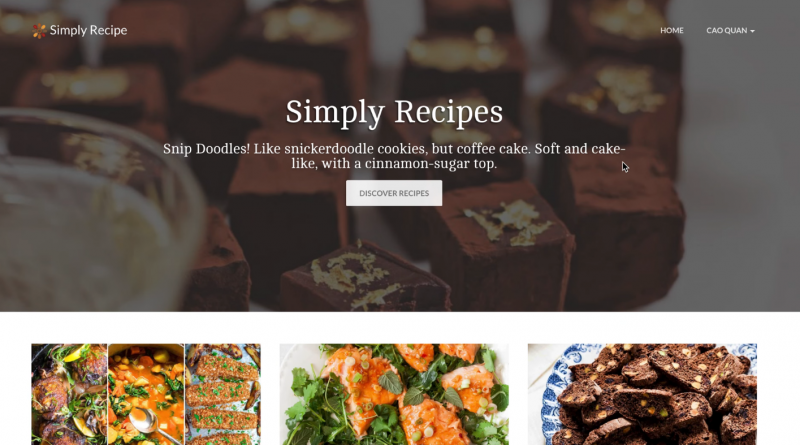 Simply Recipe
HOME
CAO QUAN
Simply Recipes
Snip Doodles! Like snickerdoodle cookies, but coffee cake. Soft and cake-
like, with a cinnamon-sugar top.
DISCOVER RECIPES